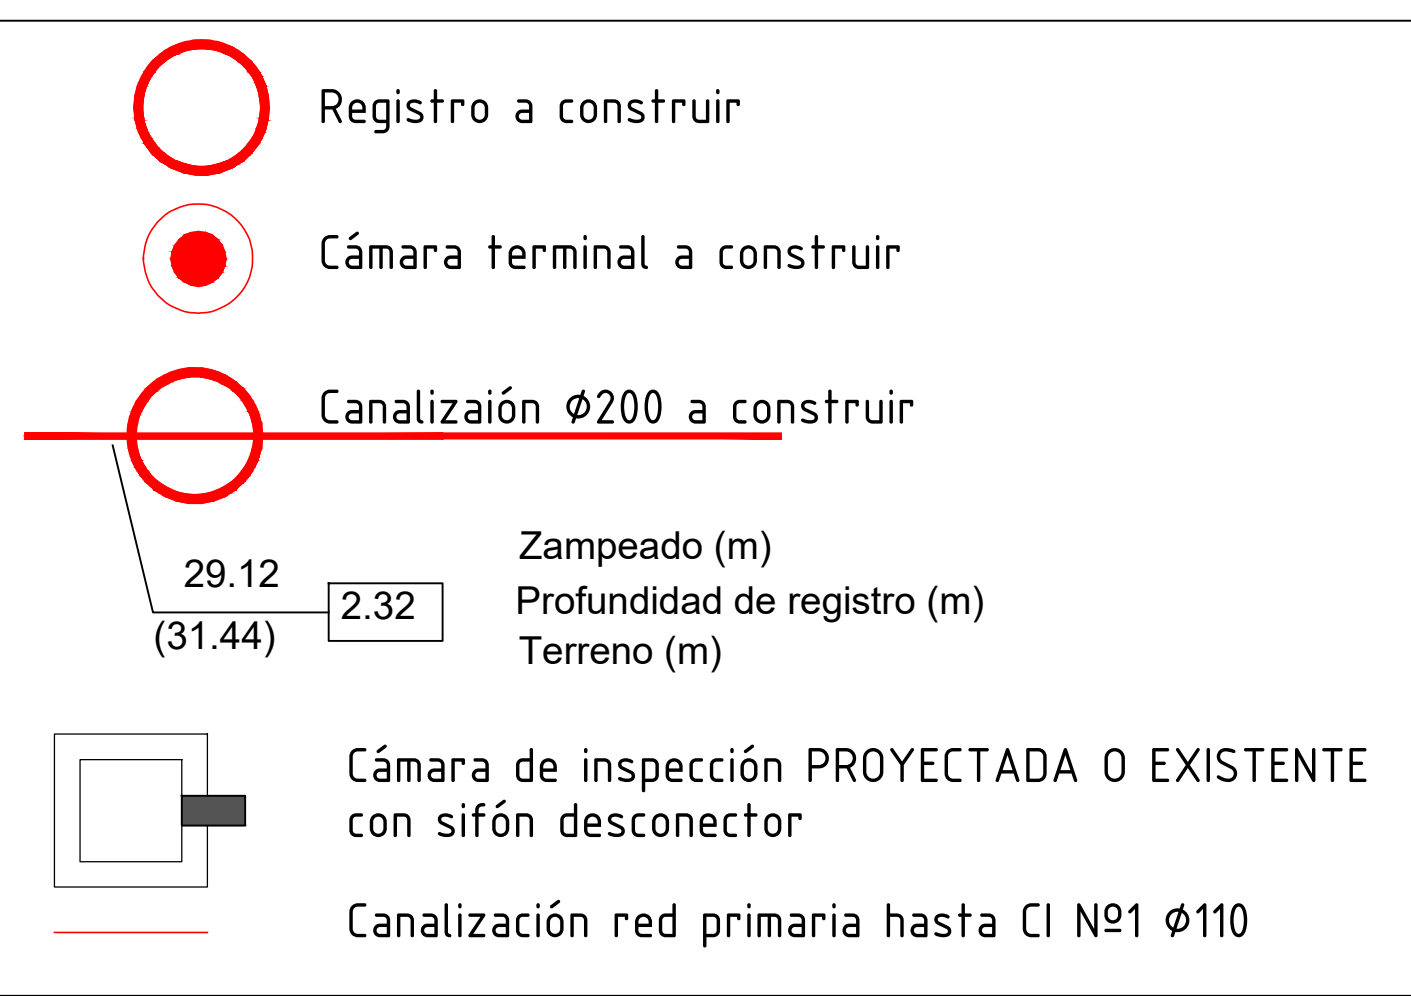 Registro a construir
Cámara terminal a construir
Canalizaión Ø200 a construir
Zampeado (m)
29.12
2.32
Profundidad de registro (m)
(31.44)
Terreno (m)
Cámara de inspección PROYECTADA O EXISTENTE
con sifón desconector
Canalización red primaria hasta CI Nº1 Ø110